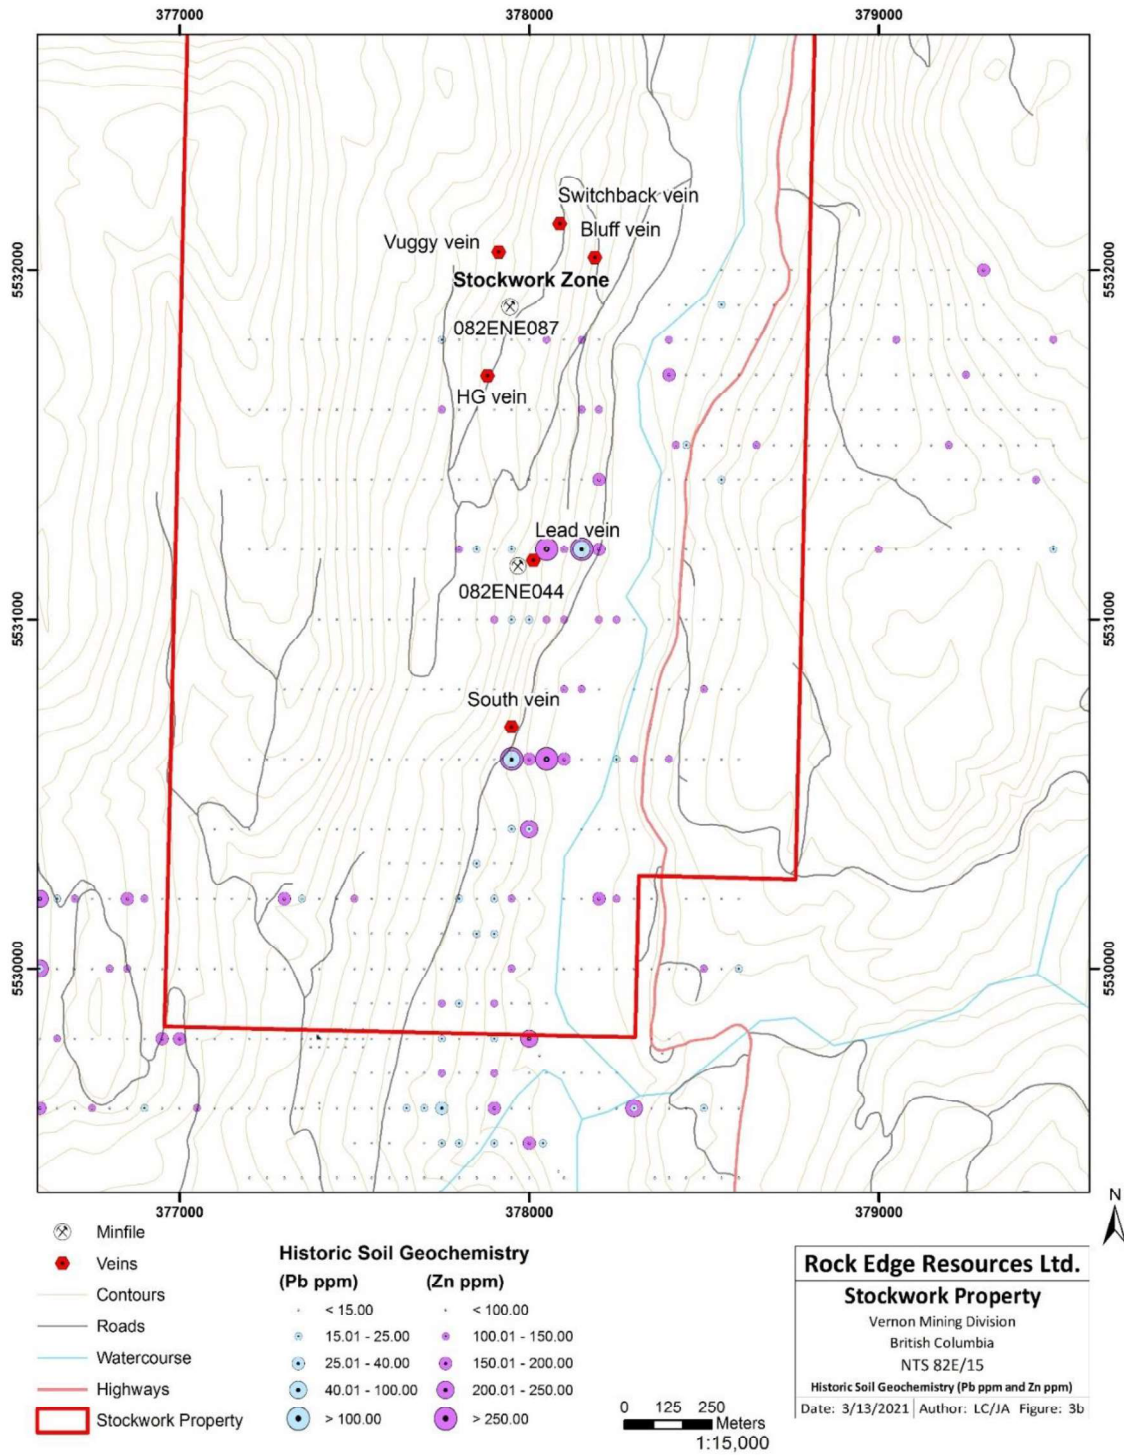 377000 378000 379000
5532000 5532000
5531000 5531000
5530000 5530000
Switchback vein
Bluff vein
Vuggy vein
Stockwork Zone
082ENE087
HG vein
Lead vein
082ENE044
South vein
377000 378000 379000
N
Minfile
Veins
Contours
Roads
Watercourse
Highways
Stockwork Property
Historic Soil Geochemistry
(Pb ppm) (Zn ppm)
< 15.00 < 100.00
15.01 - 25.00 100.01 - 150.00
25.01 - 40.00 150.01 - 200.00
40.01 - 100.00 200.01 - 250.00
> 100.00 > 250.00
0 125 250
Meters
1:15,000
Rock Edge Resources Ltd.
Stockwork Property
Vernon Mining Division
British Columbia
NTS 82E/15
Historic Soil Geochemistry (Pb ppm and Zn ppm)
Date: 3/13/2021 Author: LC/JA Figure: 3b